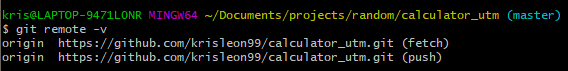 kris@LAPTOP-9471LONR MINGW64 ~/Documents/projects/random/calculator_utm (master)
$ git remote -v
origin  https://github.com/krisleon99/calculator_utm.git (fetch)
origin  https://github.com/krisleon99/calculator_utm.git (push)